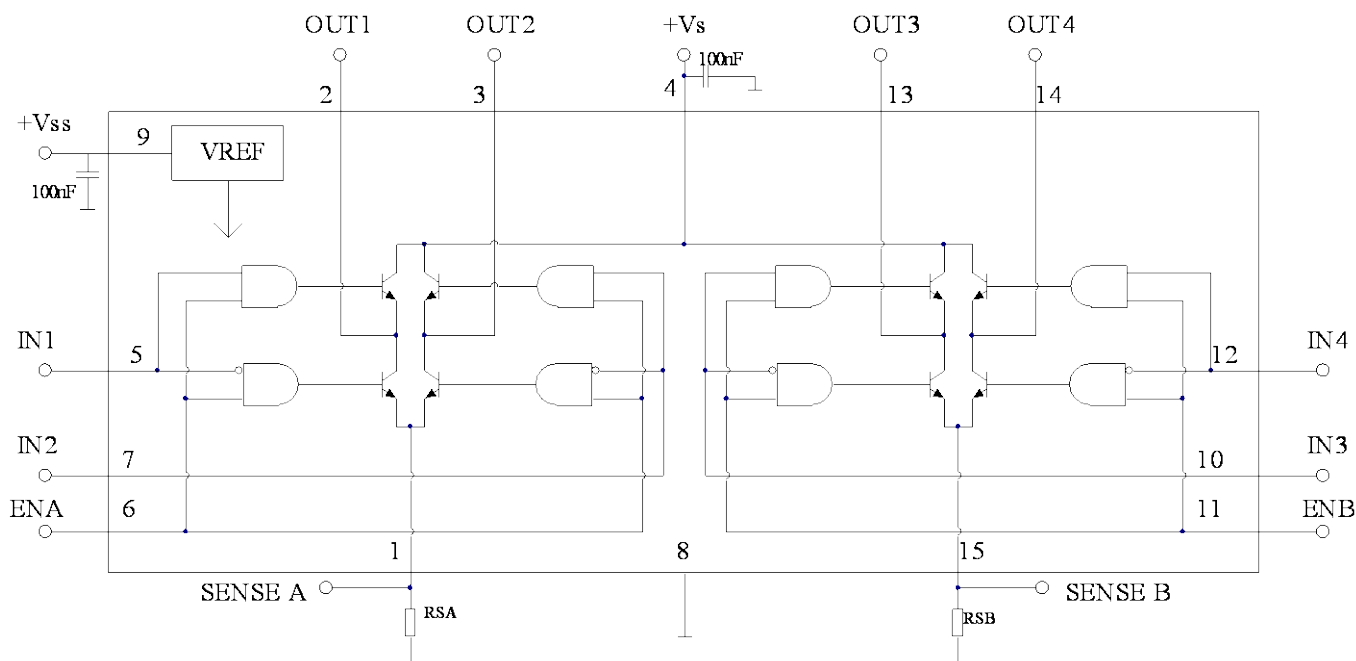 OUT1
OUT2
+Vs
OUT3
OUT4
100nF
2
3
4
13
14
+Vss
9
VREF
100nF
IN1
5
12
IN4
IN2
7
10
IN3
ENA
6
11
ENB
1
8
15
SENSE A
SENSE B
RSA
RSB